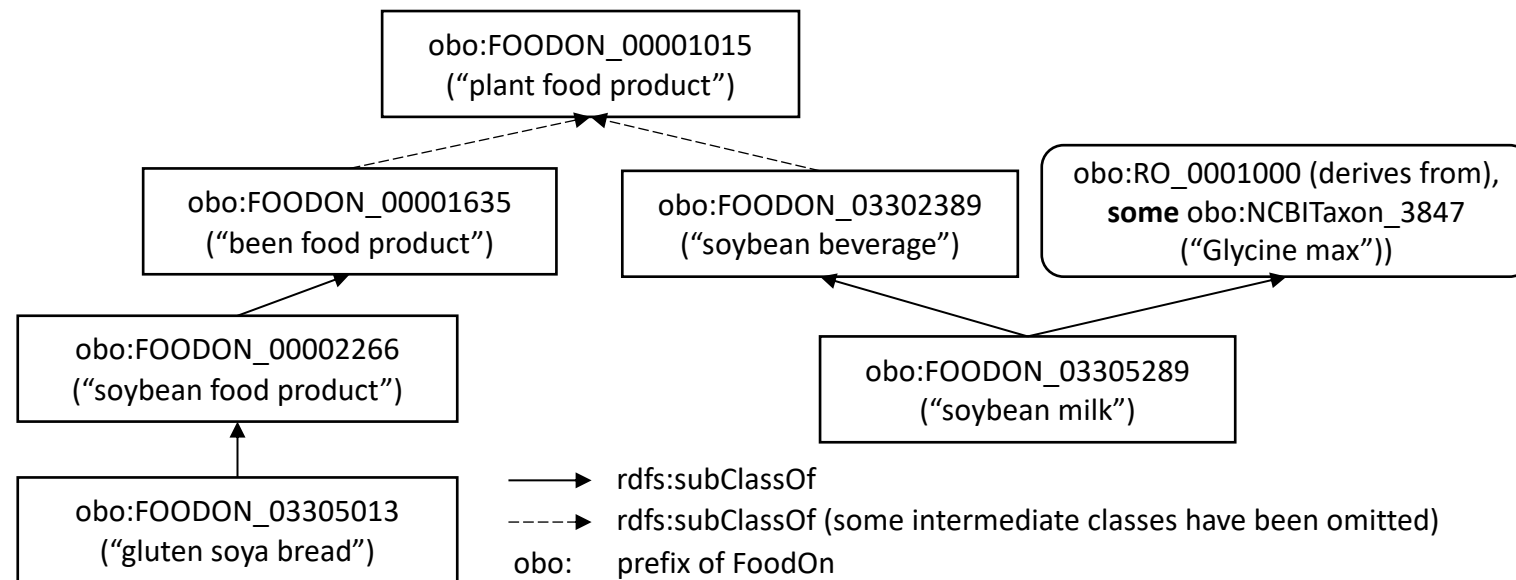 obo:FOODON_00001015
(“plant food product”)
obo:FOODON_00001635
(“been food product”)
obo:FOODON_03302389
(“soybean beverage”)
obo:RO_0001000 (derives from),
some obo:NCBITaxon_3847
(“Glycine max”))
obo:FOODON_00002266
(“soybean food product”)
obo:FOODON_03305289
(“soybean milk”)
obo:FOODON_03305013
(“gluten soya bread”)
rdfs:subClassOf
rdfs:subClassOf (some intermediate classes have been omitted)
obo: prefix of FoodOn